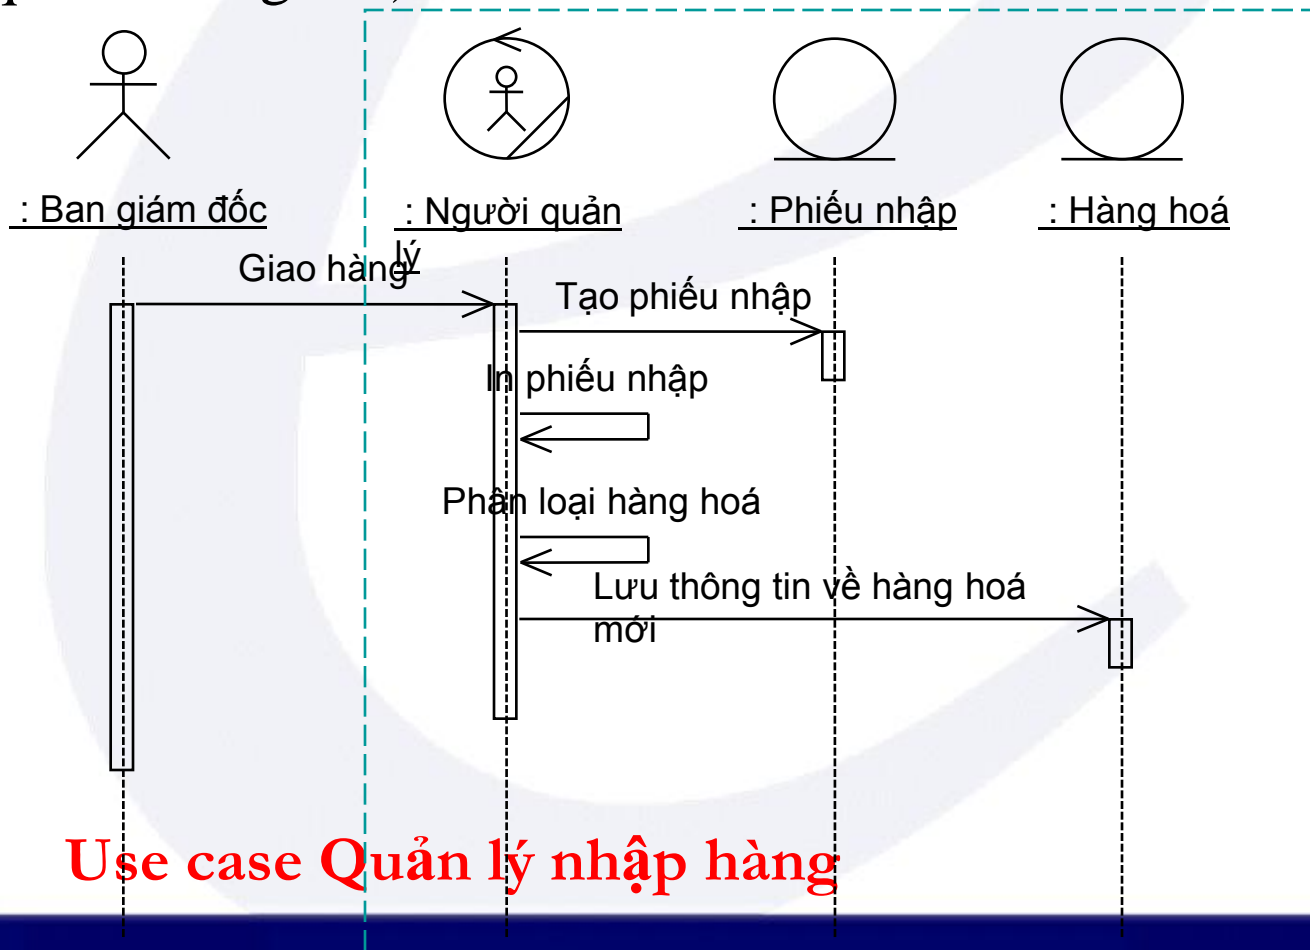 : Ban giám đốc
: Người quản
lý
: Phiếu nhập
: Hàng hoá
Giao hàng
Tạo phiếu nhập
In phiếu nhập
Phân loại hàng hoá
Lưu thông tin về hàng hoá
mới
Use case Quản lý nhập hàng